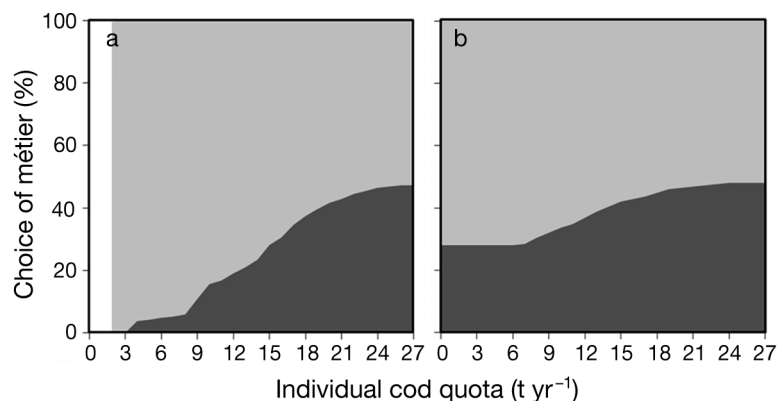 a
b
100
80
60
40
20
0
Choice of métier (%)
0 3 6 9 12 15 18 21 24 27
0 3 6 9 12 15 18 21 24 27
Individual cod quota (t yr⁻¹)